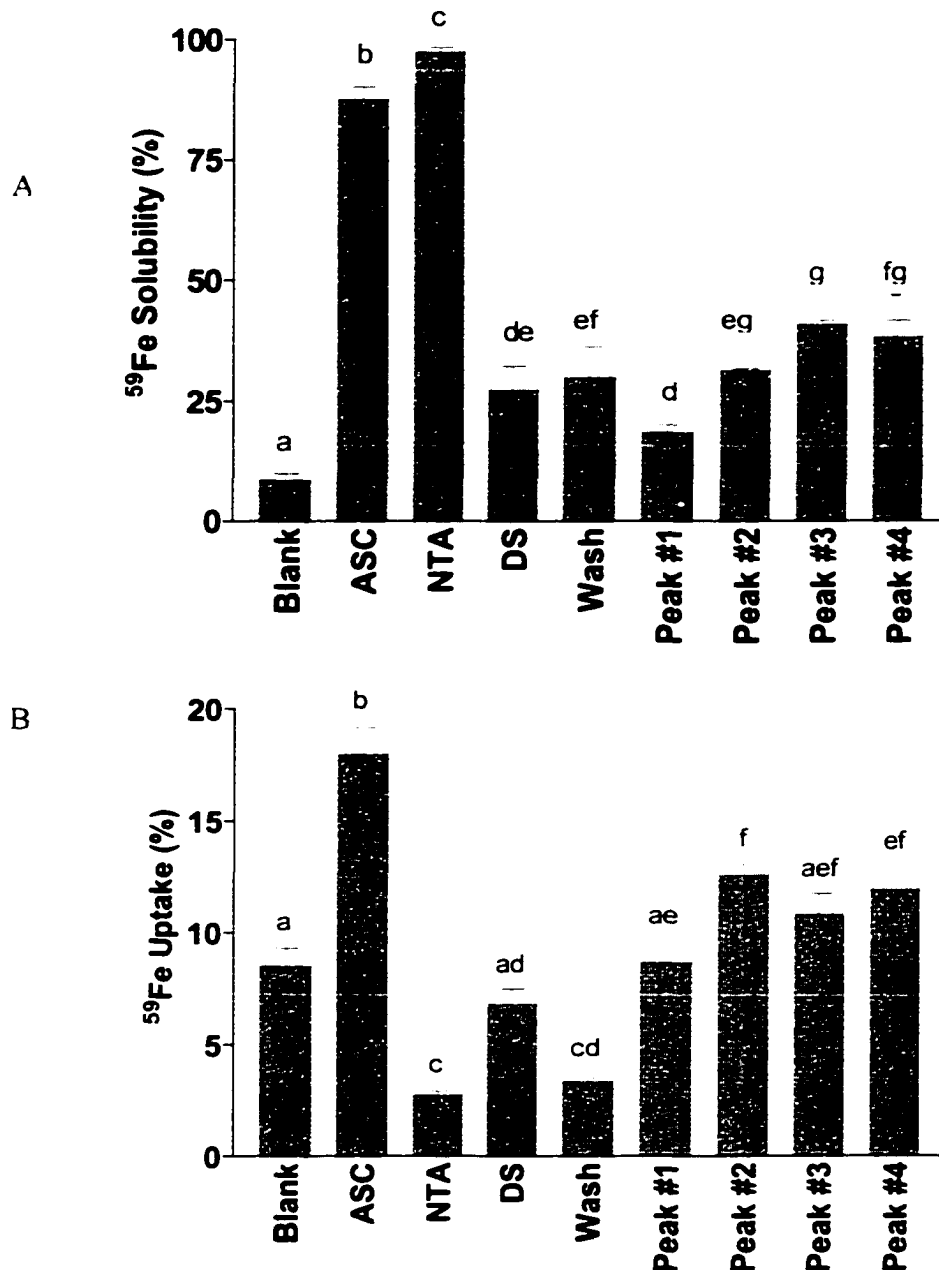 A
⁵⁹Fe Solubility (%)
100
75
50
25
0
a
b
c
de
ef
d
eg
g
fg
Blank
ASC
NTA
DS
Wash
Peak #1
Peak #2
Peak #3
Peak #4
B
⁵⁹Fe Uptake (%)
20
15
10
5
0
a
b
c
ad
cd
ae
f
aef
ef
Blank
ASC
NTA
DS
Wash
Peak #1
Peak #2
Peak #3
Peak #4